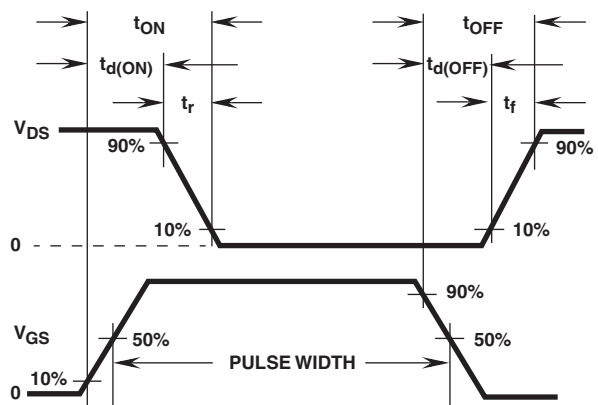 tON tOFF
td(ON) td(OFF)
tr tf
VDS
90% 90%
10% 10%
0
90%
VGS 50% 50%
PULSE WIDTH
10%
0